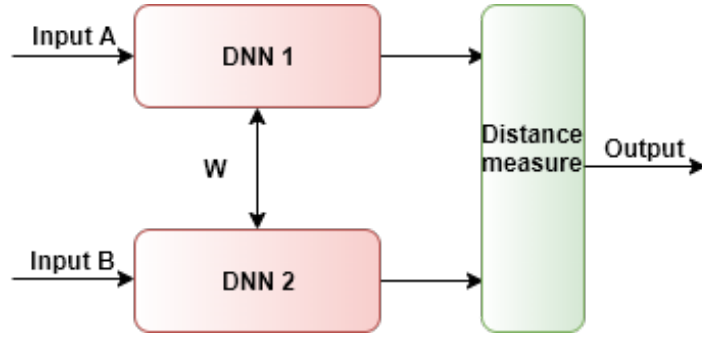 Input A
DNN 1
Distance
measure
Output
W
Input B
DNN 2